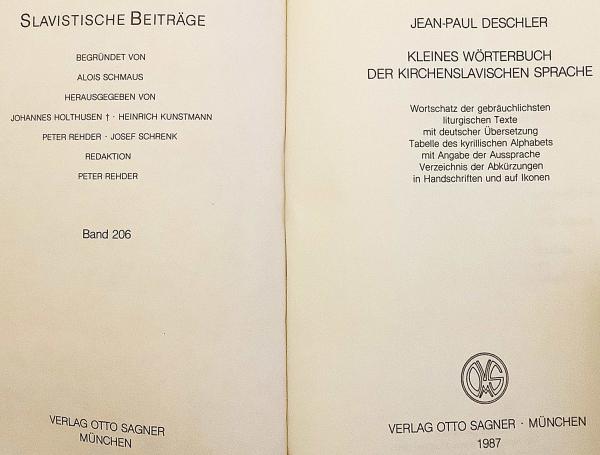 SLAVISTISCHE BEITRÄGE
BEGRÜNDET VON
ALOIS SCHMAUS
HERAUSGEGEBEN VON
JOHANNES HOLTHUSEN † · HEINRICH KUNSTMANN
PETER REHDER · JOSEF SCHRENK
REDAKTION
PETER REHDER
Band 206
VERLAG OTTO SAGNER
MÜNCHEN
JEAN-PAUL DESCHLER
KLEINES WÖRTERBUCH
DER KIRCHENSLAVISCHEN SPRACHE
Wortschatz der gebräuchlichsten
liturgischen Texte
mit deutscher Übersetzung
Tabelle des kyrillischen Alphabets
mit Angabe der Aussprache
Verzeichnis der Abkürzungen
in Handschriften und auf Ikonen
VERLAG OTTO SAGNER · MÜNCHEN
1987